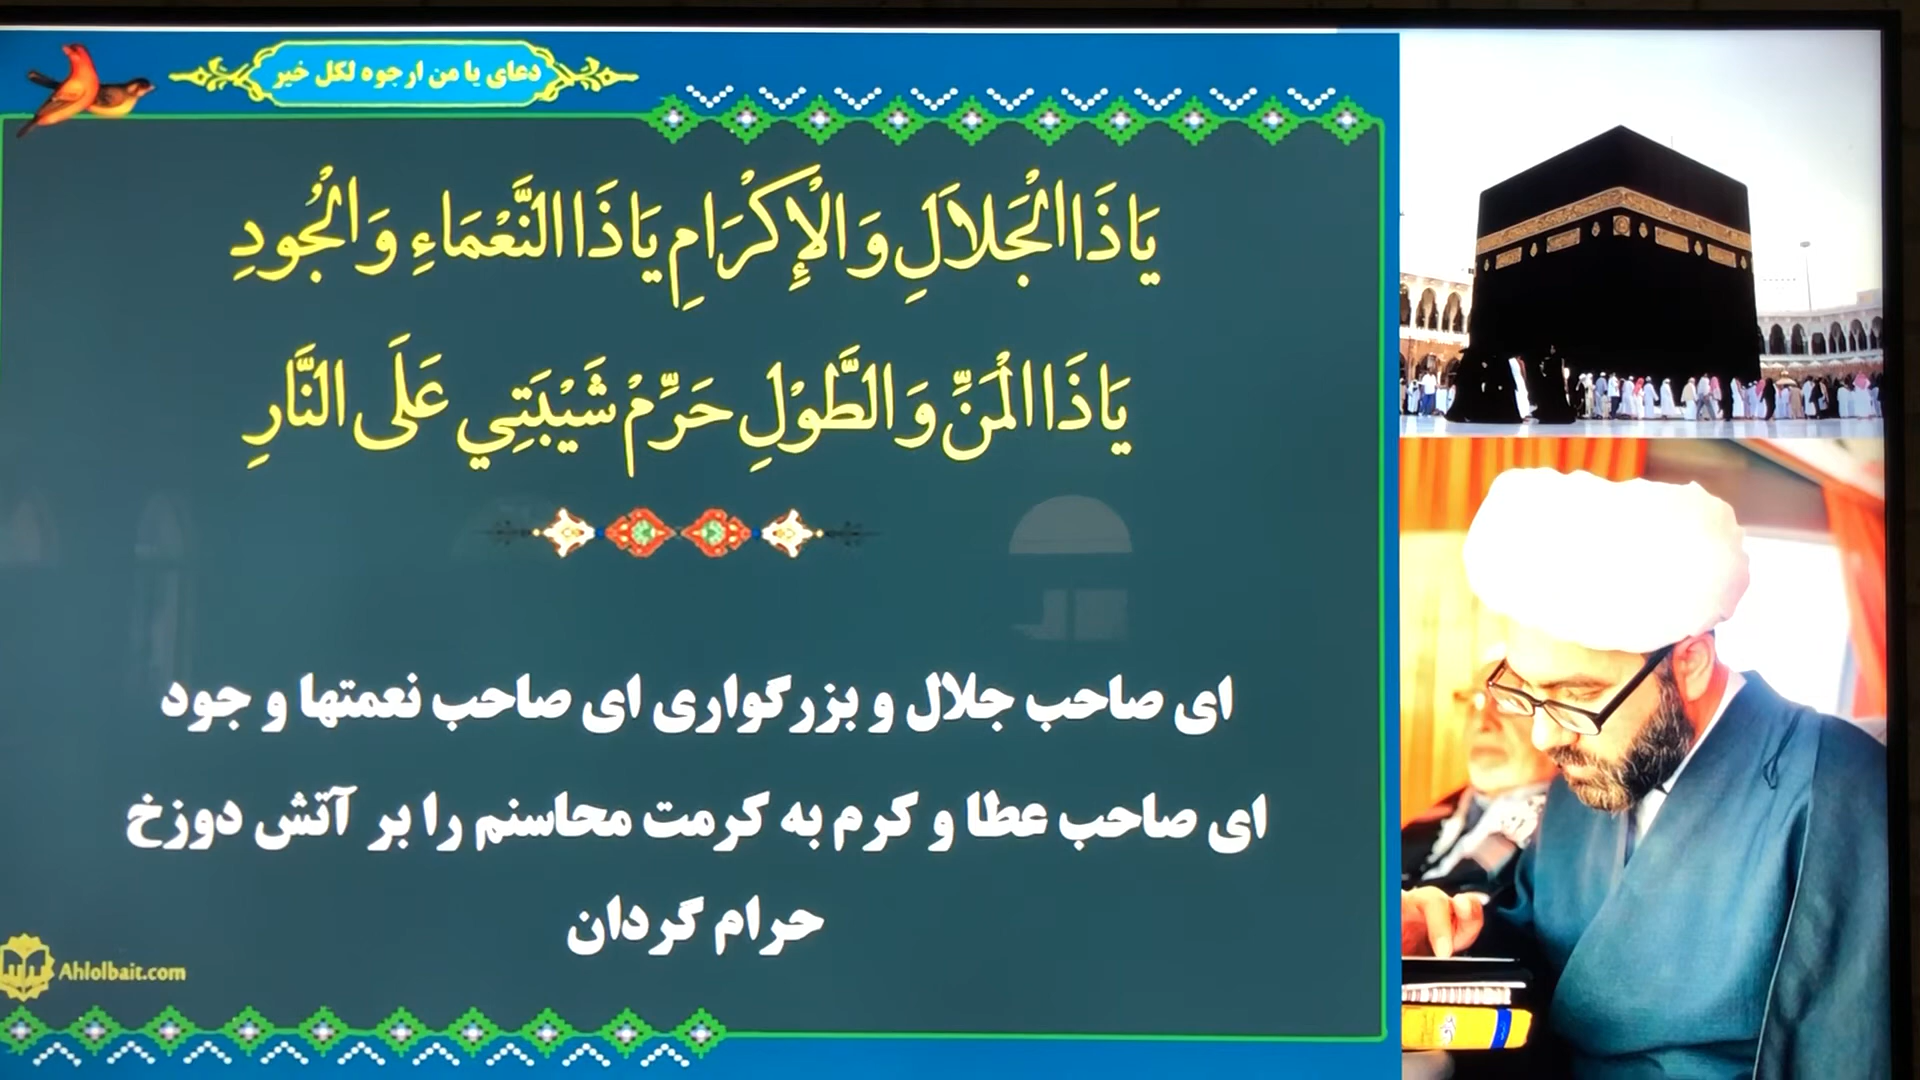 دعای یا من ارجوه لکل خیر
يَاذَا الْجَلاَلِ وَ الْإِكْرَامِ يَاذَا النَّعْمَاءِ وَ الْجُودِ
يَاذَا الْمَنِّ وَ الطَّوْلِ حَرِّمْ شَيْبَتِي عَلَى النَّارِ
ای صاحب جلال و بزرگواری ای صاحب نعمتها و جود
ای صاحب عطا و کرم به کرمت محاسنم را بر آتش دوزخ
حرام گردان
Ahlolbait.com